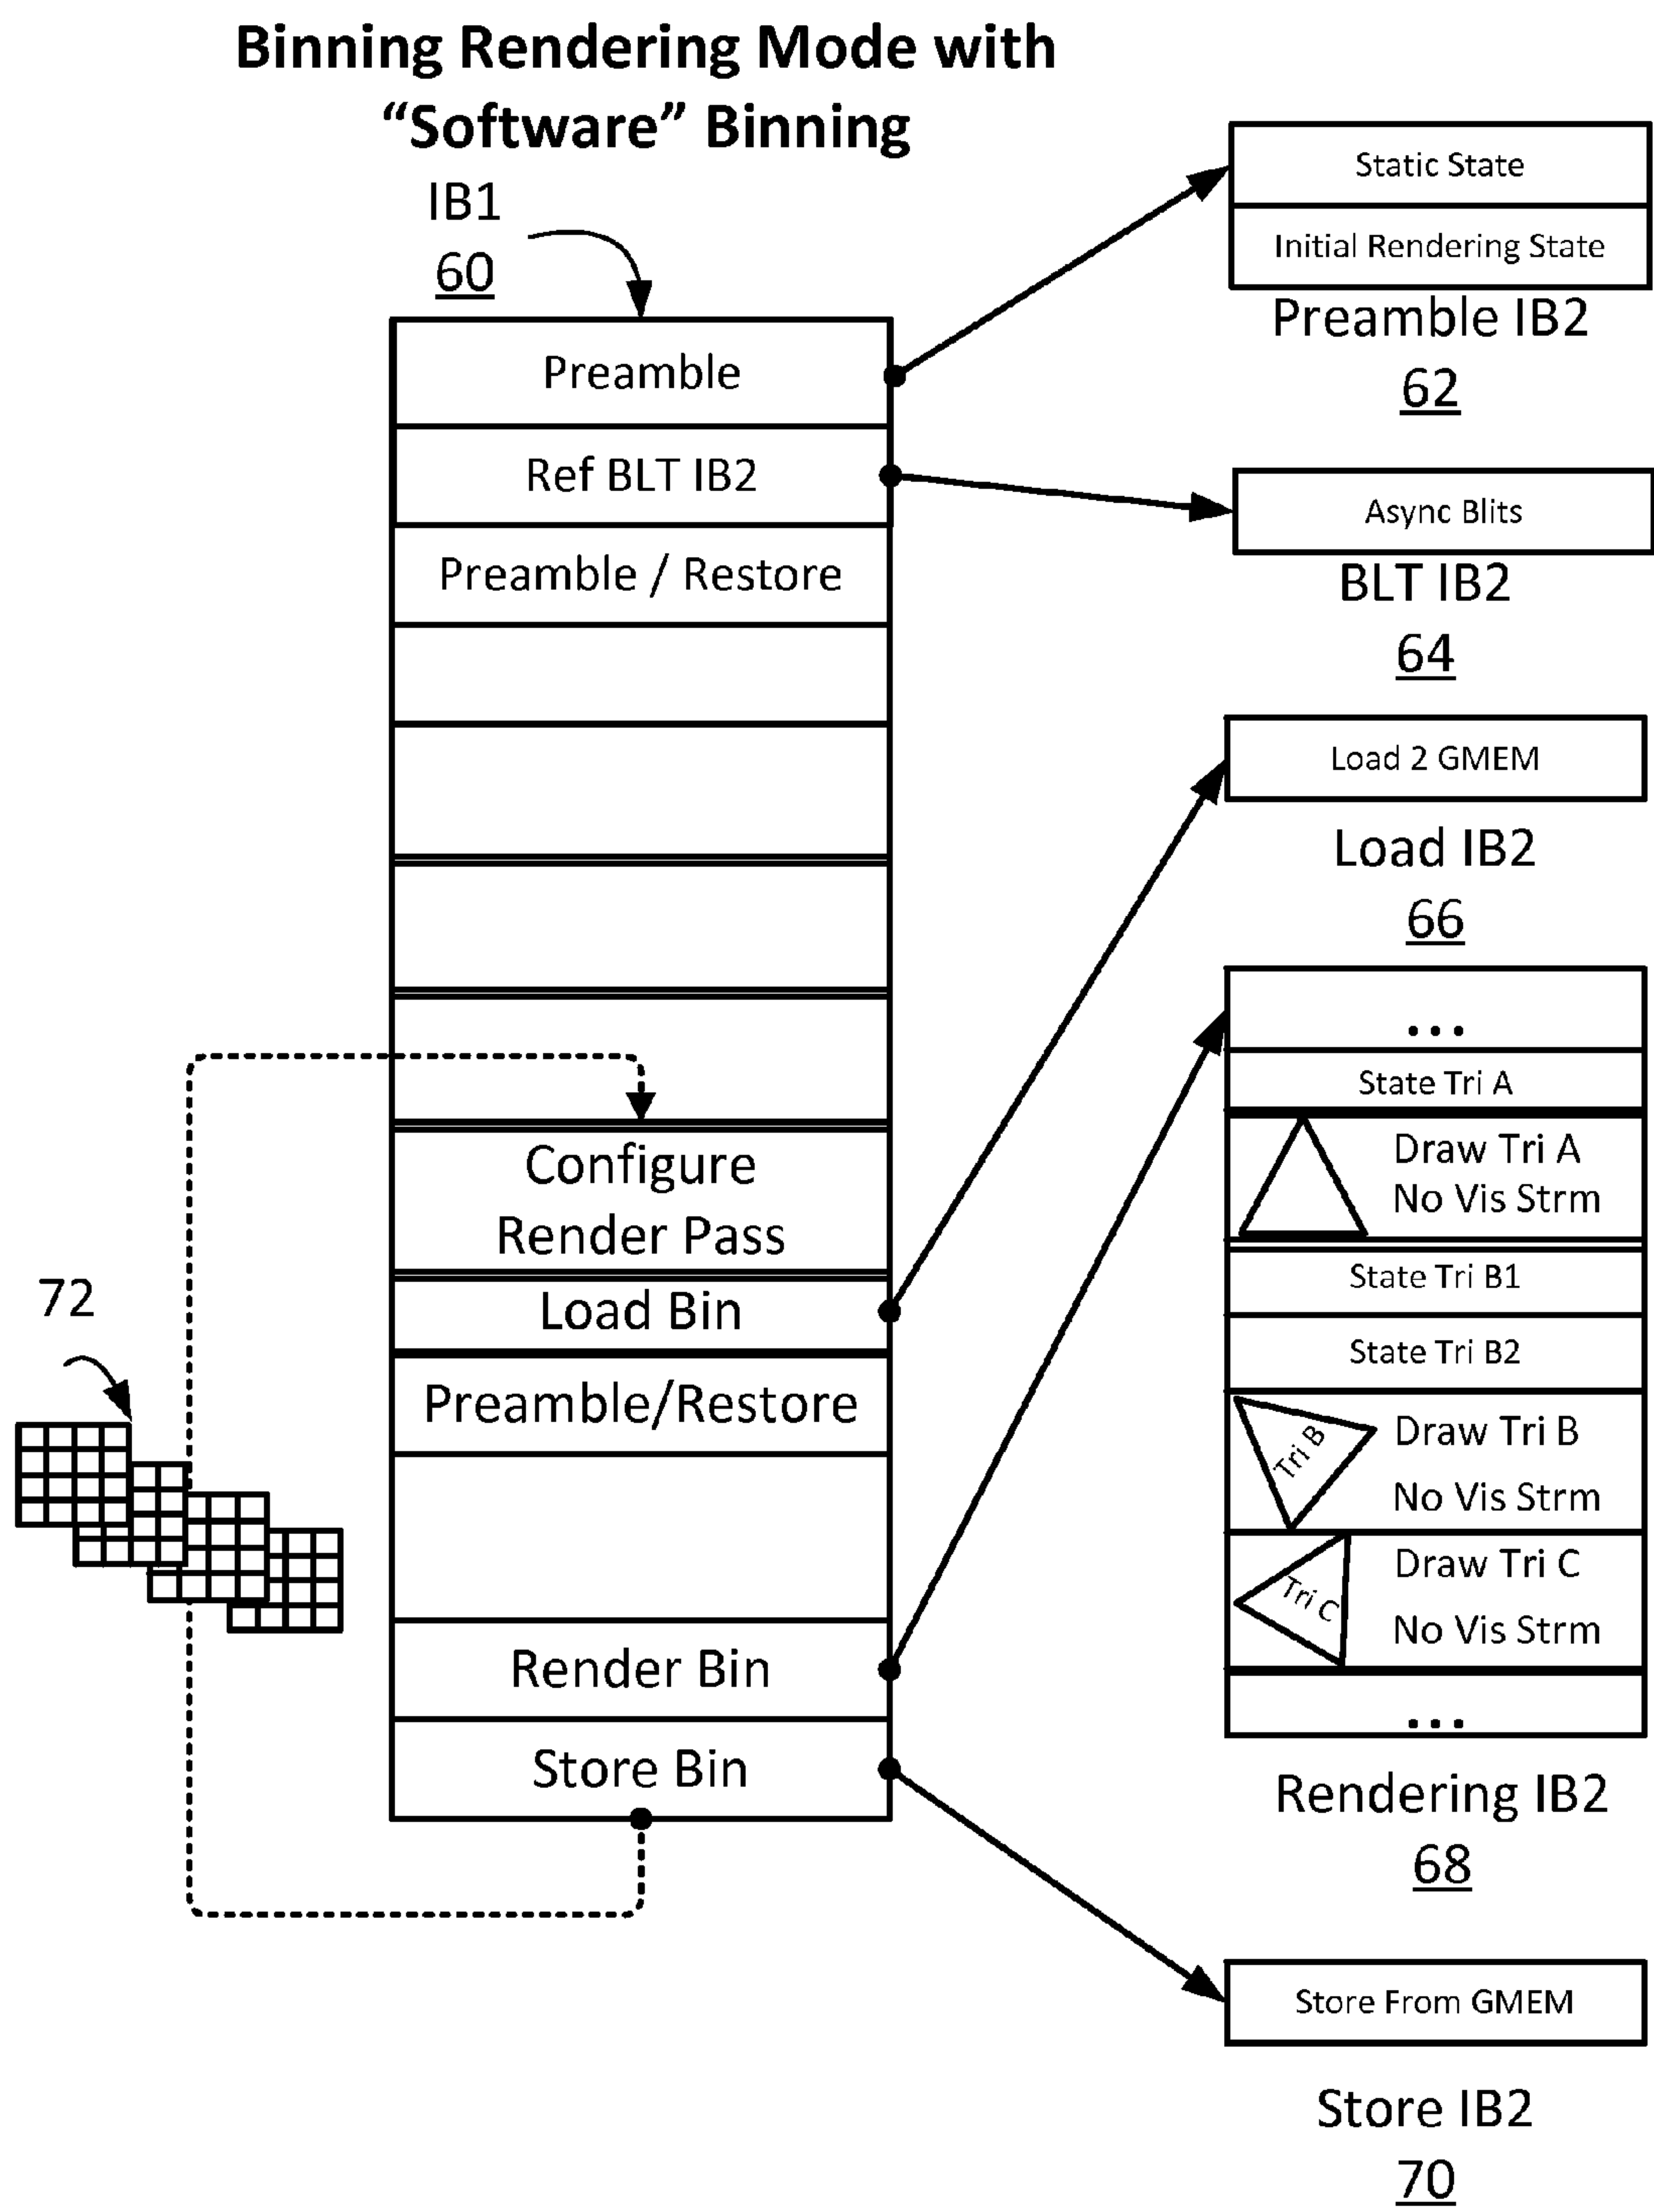 Binning Rendering Mode with
“Software” Binning
IB1
60
Preamble
Ref BLT IB2
Preamble / Restore
Configure
Render Pass
Load Bin
Preamble/Restore
Render Bin
Store Bin
72
Static State
Initial Rendering State
Preamble IB2
62
Async Blits
BLT IB2
64
Load 2 GMEM
Load IB2
66
...
State Tri A
Draw Tri A
No Vis Strm
State Tri B1
State Tri B2
Tri B
Draw Tri B
No Vis Strm
Tri C
Draw Tri C
No Vis Strm
...
Rendering IB2
68
Store From GMEM
Store IB2
70